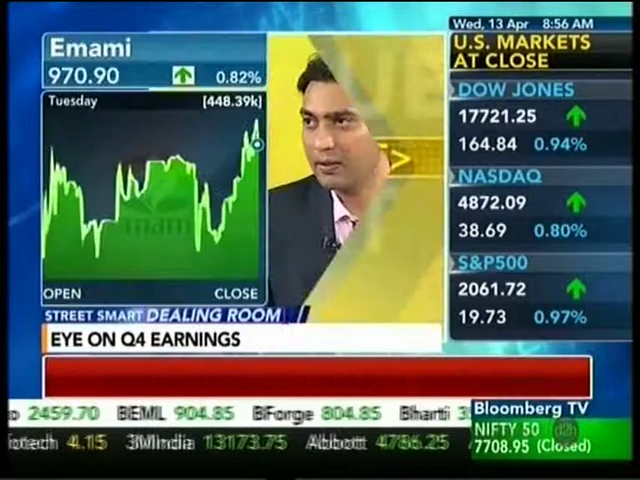 Wed, 13 Apr 8:56 AM
Emami
970.90 0.82%
Tuesday [448.39k]
OPEN CLOSE
U.S. MARKETS
AT CLOSE
DOW JONES
17721.25
164.84 0.94%
NASDAQ
4872.09
38.69 0.80%
S&P500
2061.72
19.73 0.97%
STREET SMART DEALING ROOM
EYE ON Q4 EARNINGS
2459.70 BEML 904.85 BForge 804.85 Bharti
4.15 3MIndia 13173.75 Abbott 4786.25
Bloomberg TV
NIFTY 50
7708.95 (Closed)
d2h